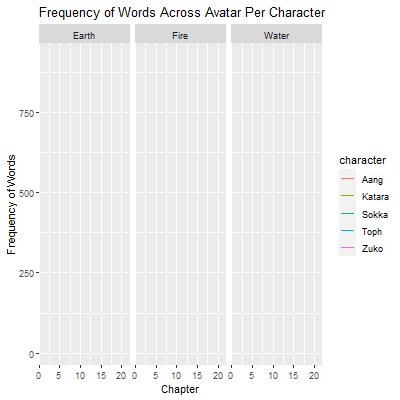 Frequency of Words Across Avatar Per Character
Earth Fire Water
750
500
250
0
Frequency of Words
0 5 10 15 20 0 5 10 15 20 0 5 10 15 20
Chapter
character
Aang
Katara
Sokka
Toph
Zuko